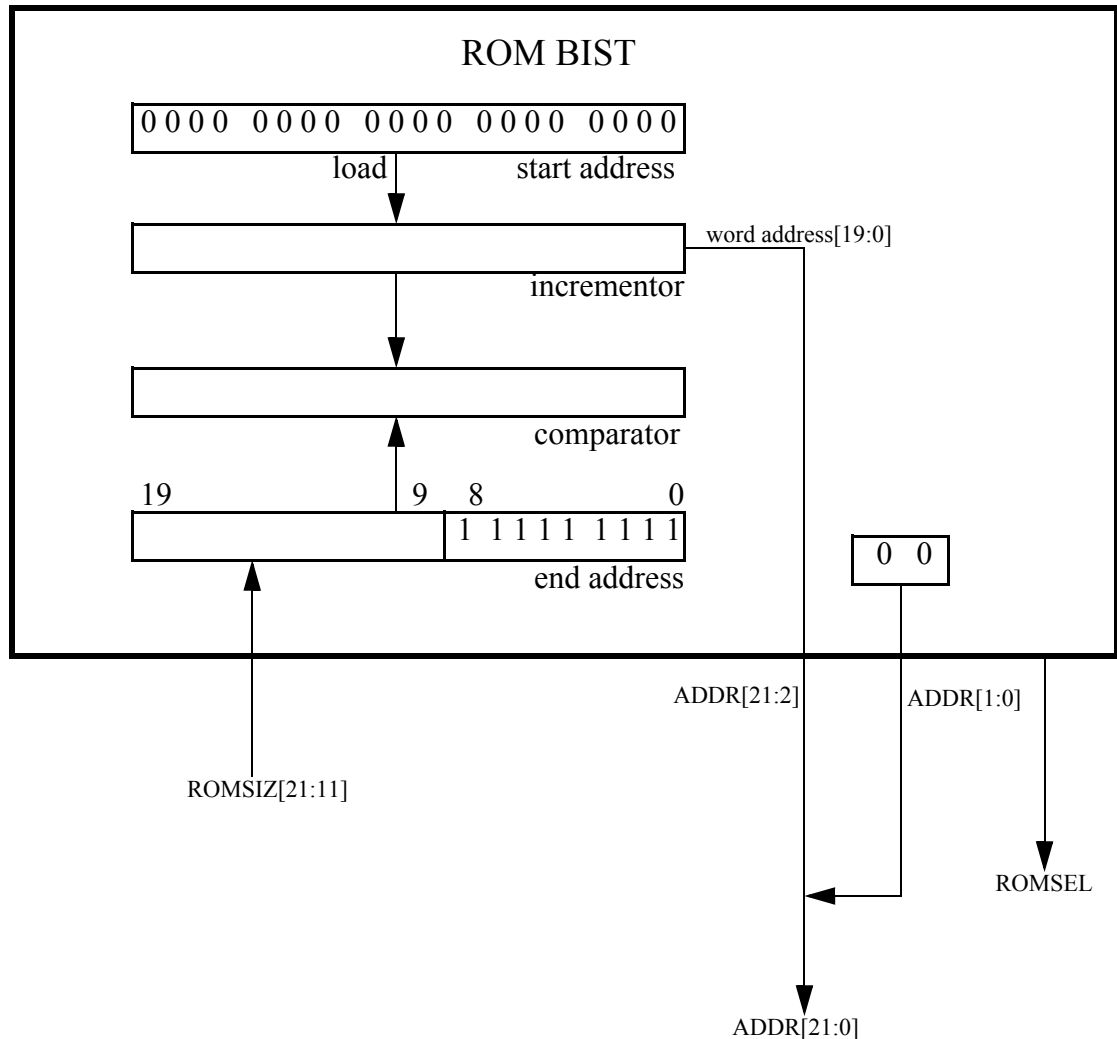 ROM BIST
0 0 0 0 0 0 0 0 0 0 0 0 0 0 0 0 0 0 0 0
load start address
word address[19:0]
incrementor
comparator
19 9 8 0
1 1 1 1 1 1 1 1 1
end address
0 0
ADDR[21:2] ADDR[1:0]
ROMSIZ[21:11]
ROMSEL
ADDR[21:0]